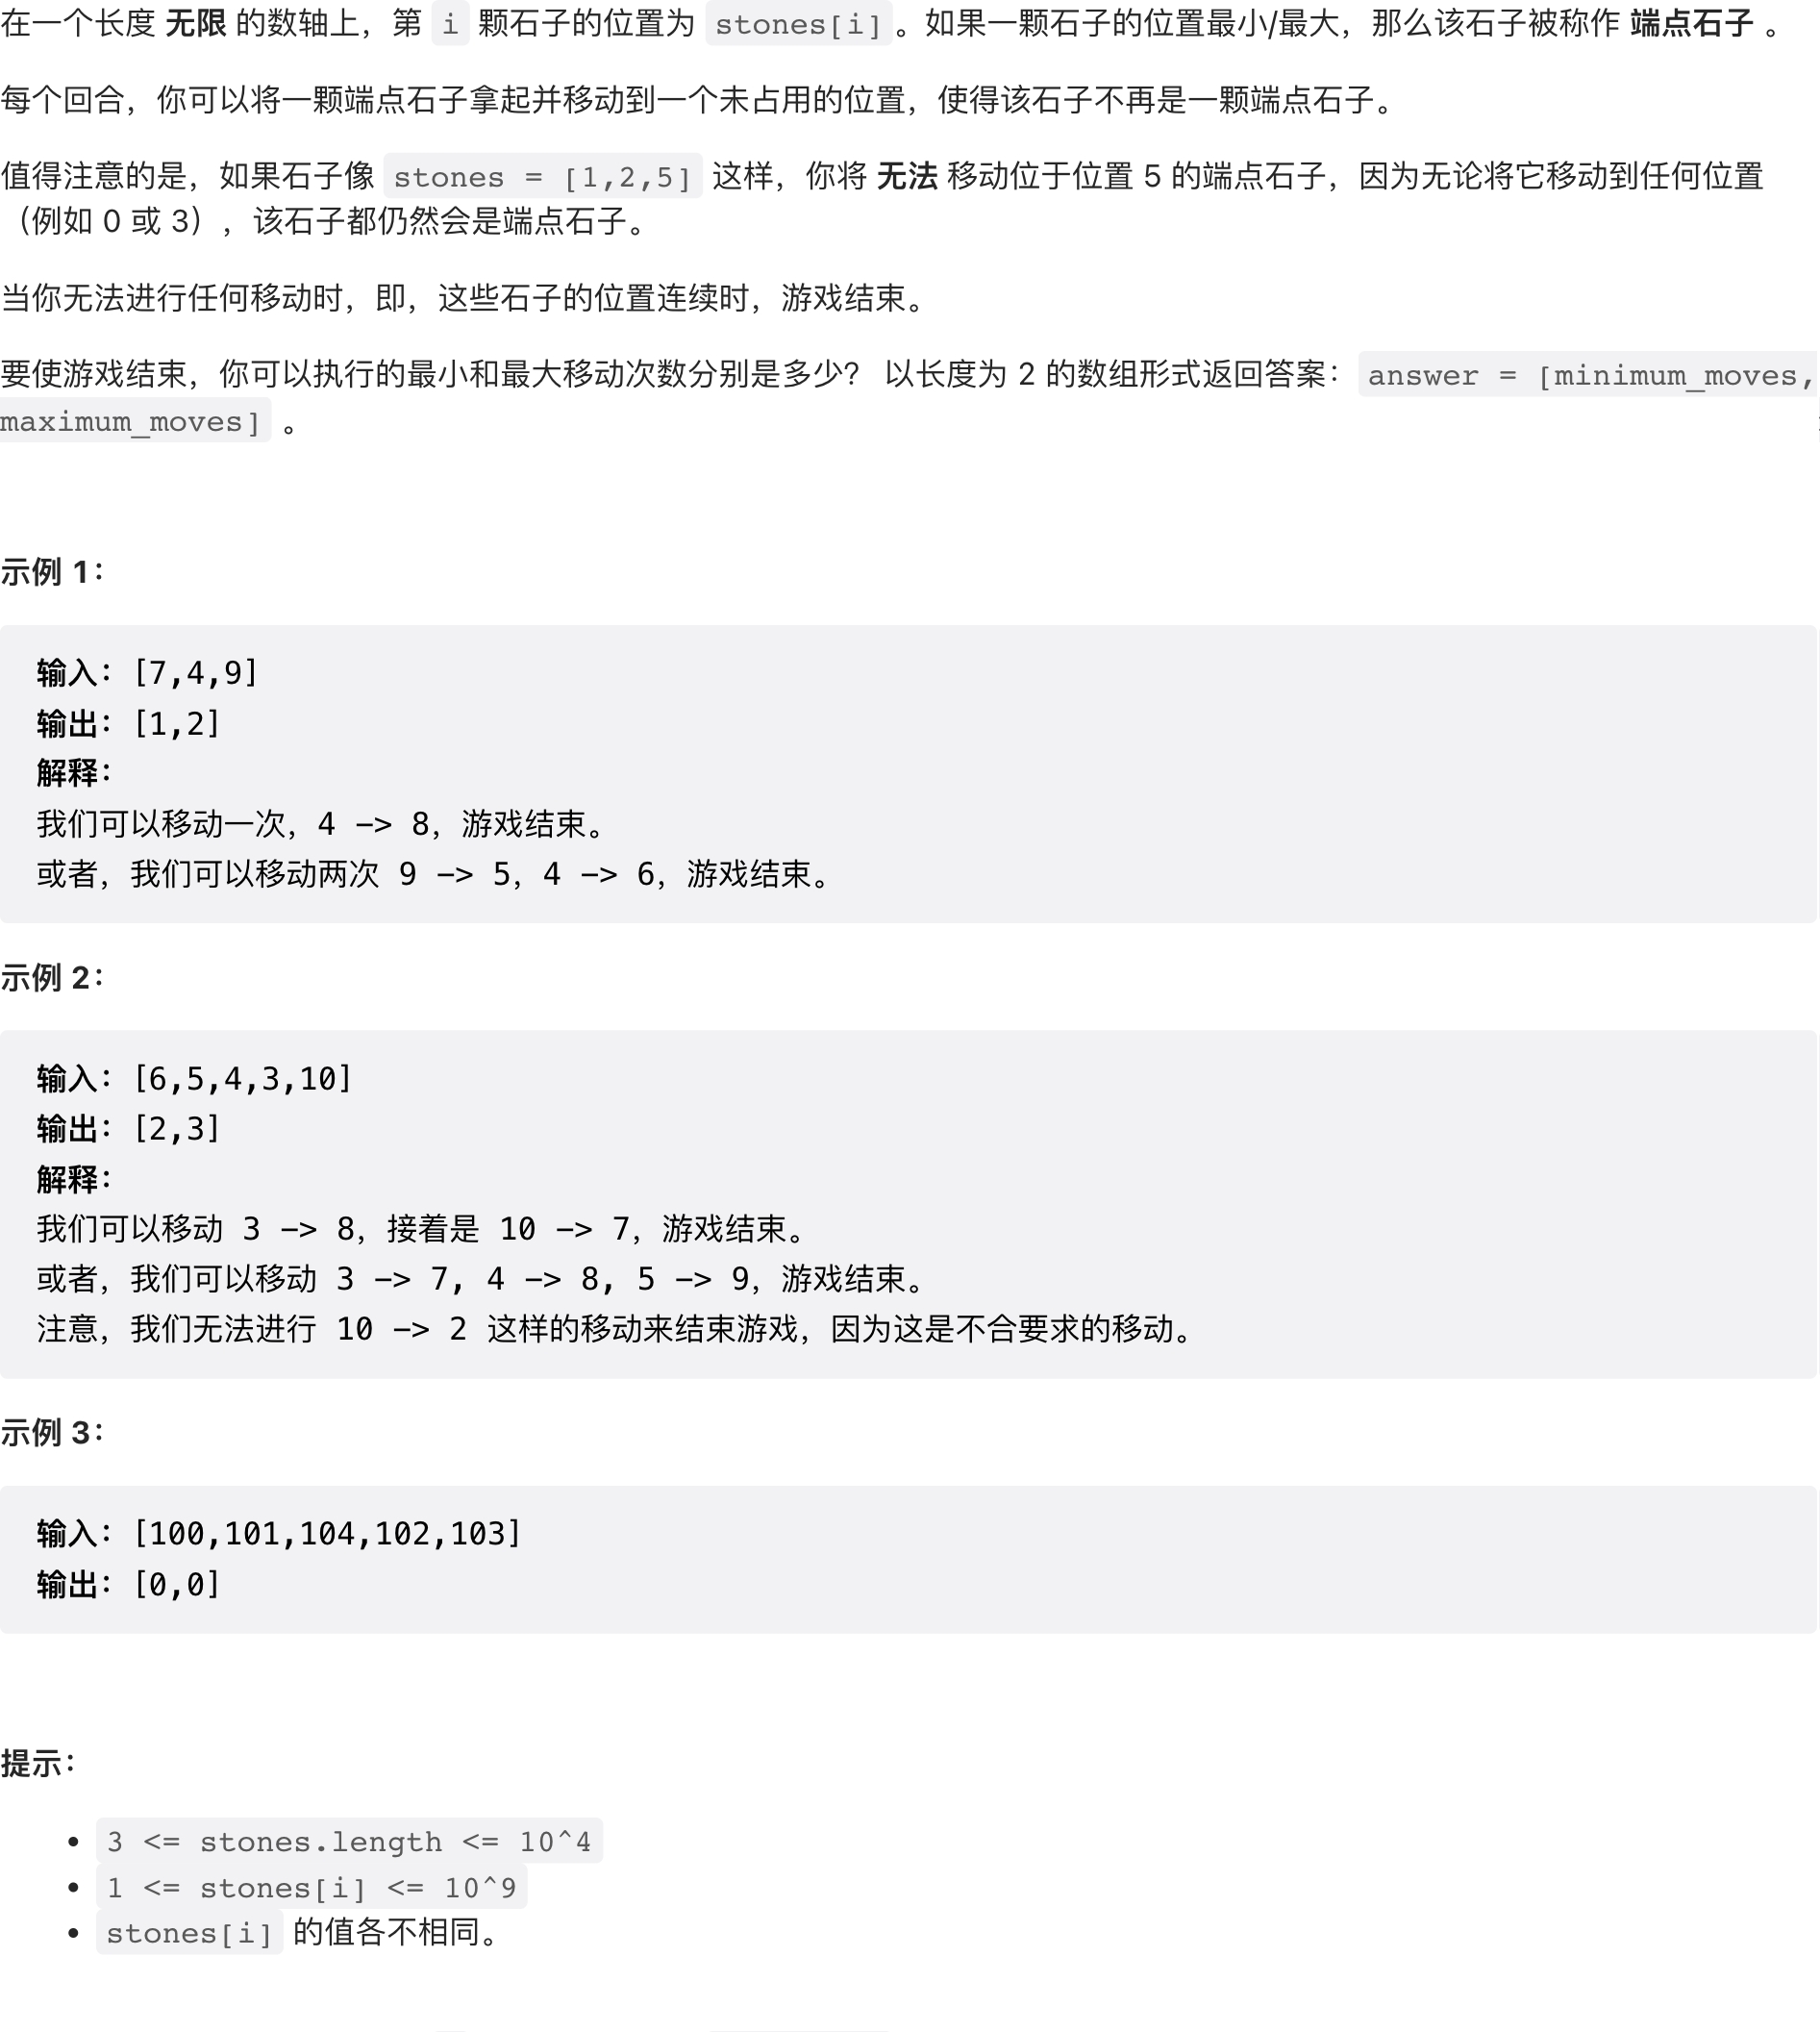 在一个长度 无限 的数轴上，第 i 颗石子的位置为 stones[i]。如果一颗石子的位置最小/最大，那么该石子被称作 端点石子 。
每个回合，你可以将一颗端点石子拿起并移动到一个未占用的位置，使得该石子不再是一颗端点石子。
值得注意的是，如果石子像 stones = [1,2,5] 这样，你将 无法 移动位于位置 5 的端点石子，因为无论将它移动到任何位置
（例如 0 或 3），该石子都仍然会是端点石子。
当你无法进行任何移动时，即，这些石子的位置连续时，游戏结束。
要使游戏结束，你可以执行的最小和最大移动次数分别是多少？ 以长度为 2 的数组形式返回答案：answer = [minimum_moves,
maximum_moves] 。
示例 1：
输入：[7,4,9]
输出：[1,2]
解释：
我们可以移动一次，4 -> 8，游戏结束。
或者，我们可以移动两次 9 -> 5，4 -> 6，游戏结束。
示例 2：
输入：[6,5,4,3,10]
输出：[2,3]
解释：
我们可以移动 3 -> 8，接着是 10 -> 7，游戏结束。
或者，我们可以移动 3 -> 7, 4 -> 8, 5 -> 9，游戏结束。
注意，我们无法进行 10 -> 2 这样的移动来结束游戏，因为这是不合要求的移动。
示例 3：
输入：[100,101,104,102,103]
输出：[0,0]
提示：
• 3 <= stones.length <= 10^4
• 1 <= stones[i] <= 10^9
• stones[i] 的值各不相同。